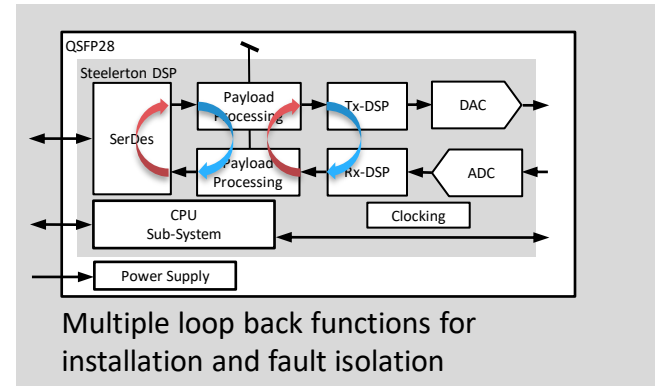 QSFP28
Steelerton DSP
Payload
Processing
Tx-DSP
DAC
SerDes
Payload
Processing
Rx-DSP
ADC
CPU
Sub-System
Clocking
Power Supply
Multiple loop back functions for
installation and fault isolation